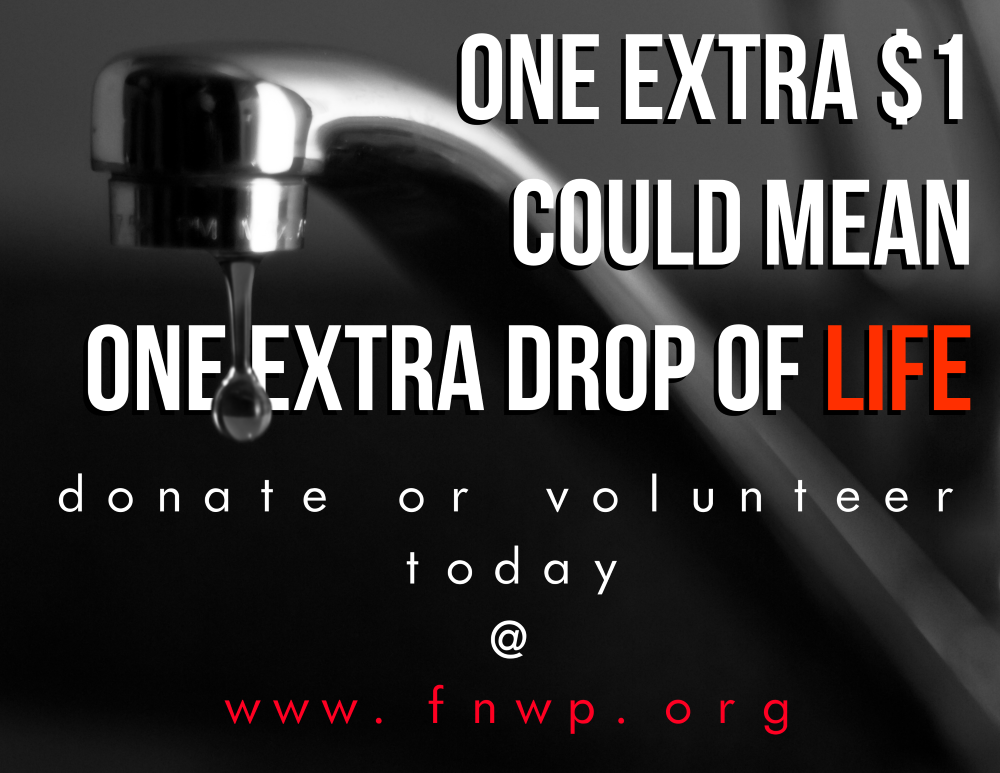 ONE EXTRA $1
COULD MEAN
ONE EXTRA DROP OF LIFE
donate or volunteer
today
@
www.fnwp.org